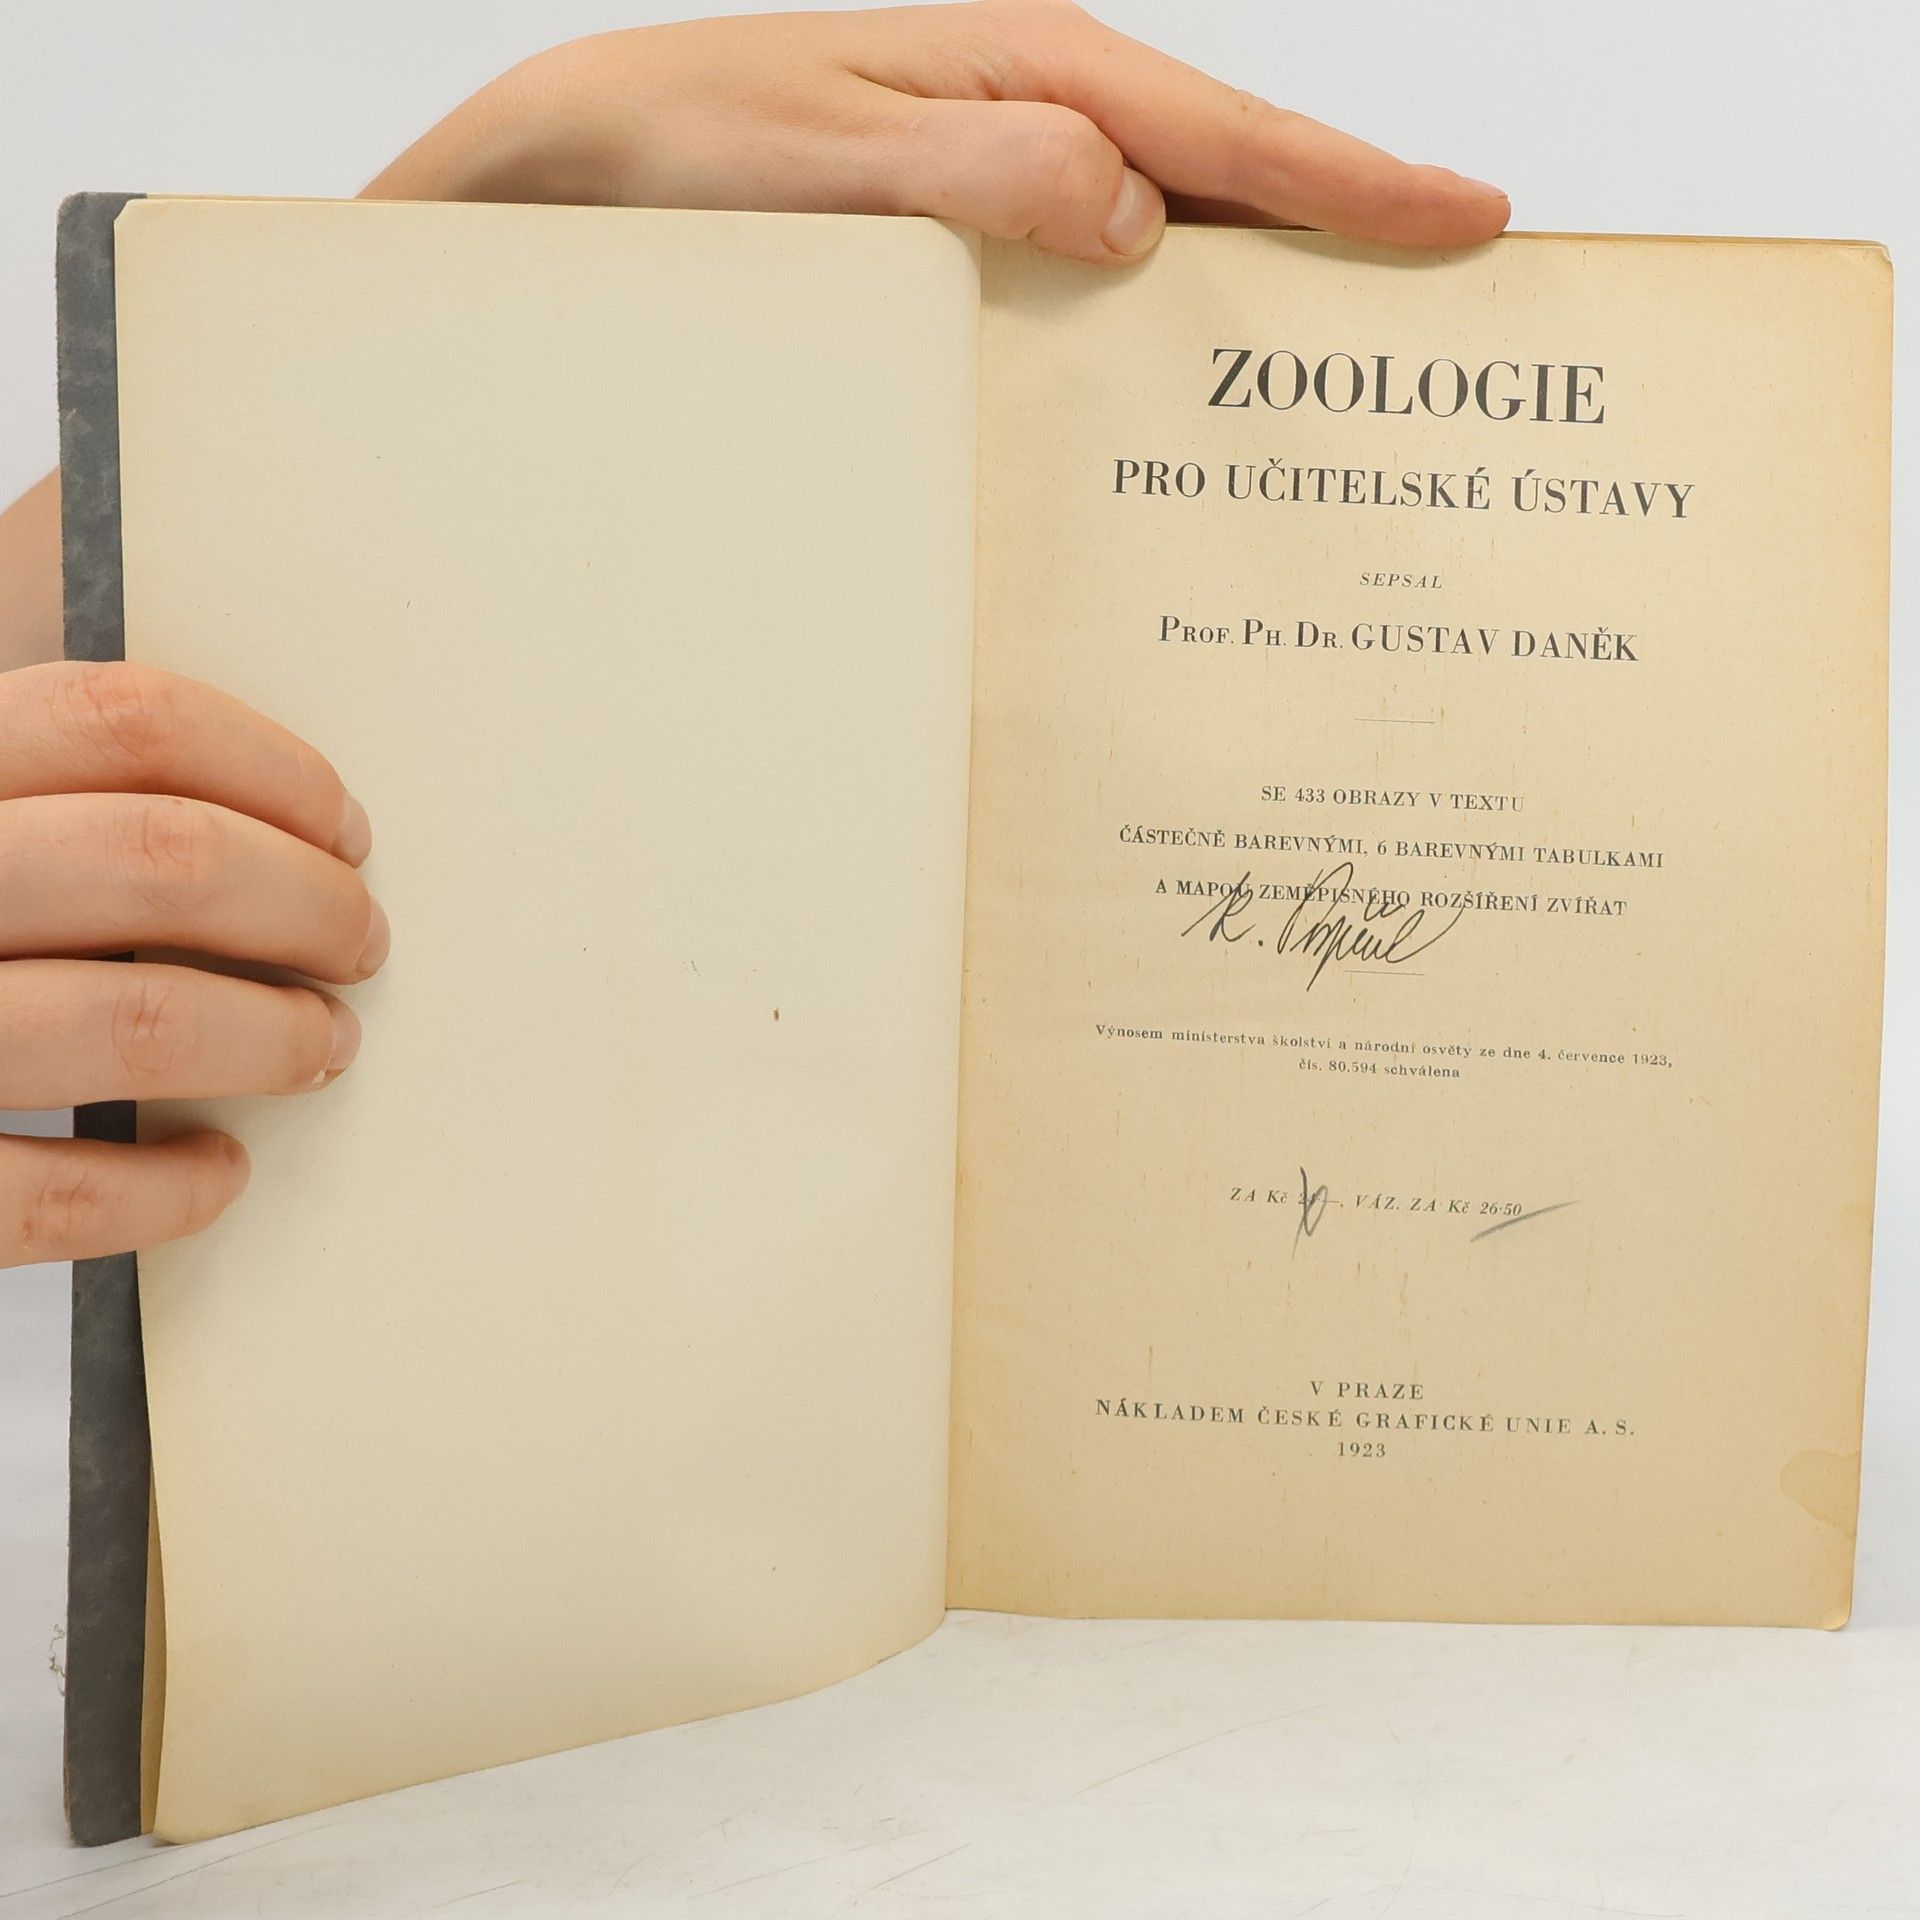 ZOOLOGIE
PRO UČITELSKÉ ÚSTAVY
SEPSAL
PROF. PH. DR. GUSTAV DANĚK
SE 433 OBRAZY V TEXTU
ČÁSTEČNĚ BAREVNÝMI, 6 BAREVNÝMI TABULKAMI
A MAPOU ZEMĚPISNÉHO ROZŠÍŘENÍ ZVÍŘAT
K.
Výnosem ministerstva školství a národní osvěty ze dne 4. července 1923,
čís. 80.594 schválena
ZA Kč VÁZ. ZA Kč 26·50
V PRAZE
NÁKLADEM ČESKÉ GRAFICKÉ UNIE A. S.
1923